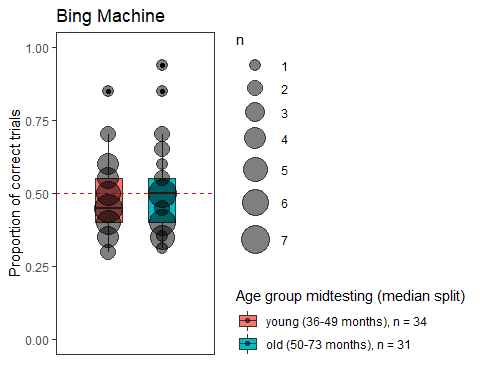 Bing Machine
Proportion of correct trials
1.00
0.75
0.50
0.25
0.00
n
1
2
3
4
5
6
7
Age group midtesting (median split)
young (36-49 months), n = 34
old (50-73 months), n = 31